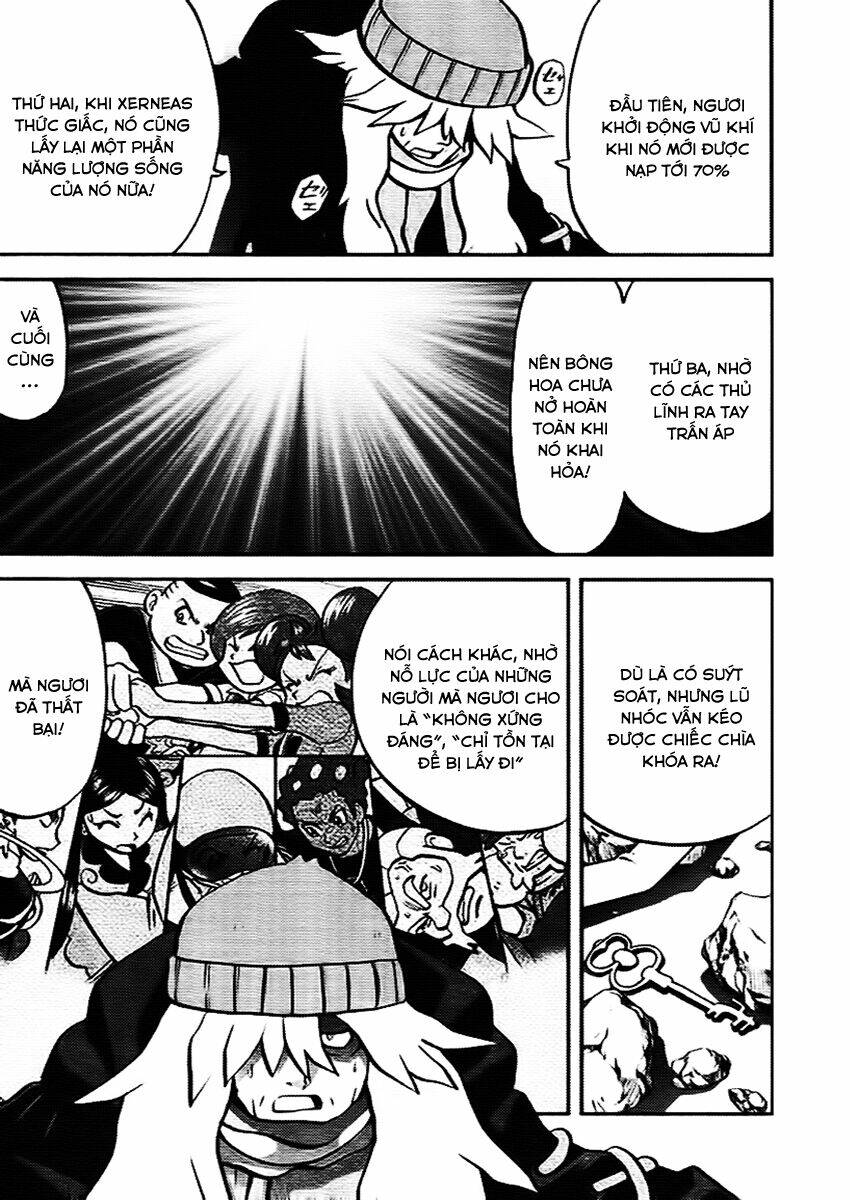 ĐẦU TIÊN, NGƯƠI
KHỞI ĐỘNG VŨ KHÍ
KHI NÓ MỚI ĐƯỢC
NẠP TỚI 70%
ゼェ
THỨ HAI, KHI XERNEAS
THỨC GIẤC, NÓ CŨNG
LẤY LẠI MỘT PHẦN
NĂNG LƯỢNG SỐNG
CỦA NÓ NỮA!
ゼェ
THỨ BA, NHỜ
CÓ CÁC THỦ
LĨNH RA TAY
TRẤN ÁP
NÊN BÔNG
HOA CHƯA
NỞ HOÀN
TOÀN KHI
NÓ KHAI
HỎA!
VÀ
CUỐI
CÙNG
...
DÙ LÀ CÓ SUÝT
SOÁT, NHƯNG LŨ
NHÓC VẪN KÉO
ĐƯỢC CHIẾC CHÌA
KHÓA RA!
NÓI CÁCH KHÁC, NHỜ
NỖ LỰC CỦA NHỮNG
NGƯỜI MÀ NGƯƠI CHO
LÀ "KHÔNG XỨNG
ĐÁNG", "CHỈ TỒN TẠI
ĐỂ BỊ LẤY ĐI"
MÀ NGƯƠI
ĐÃ THẤT
BẠI!